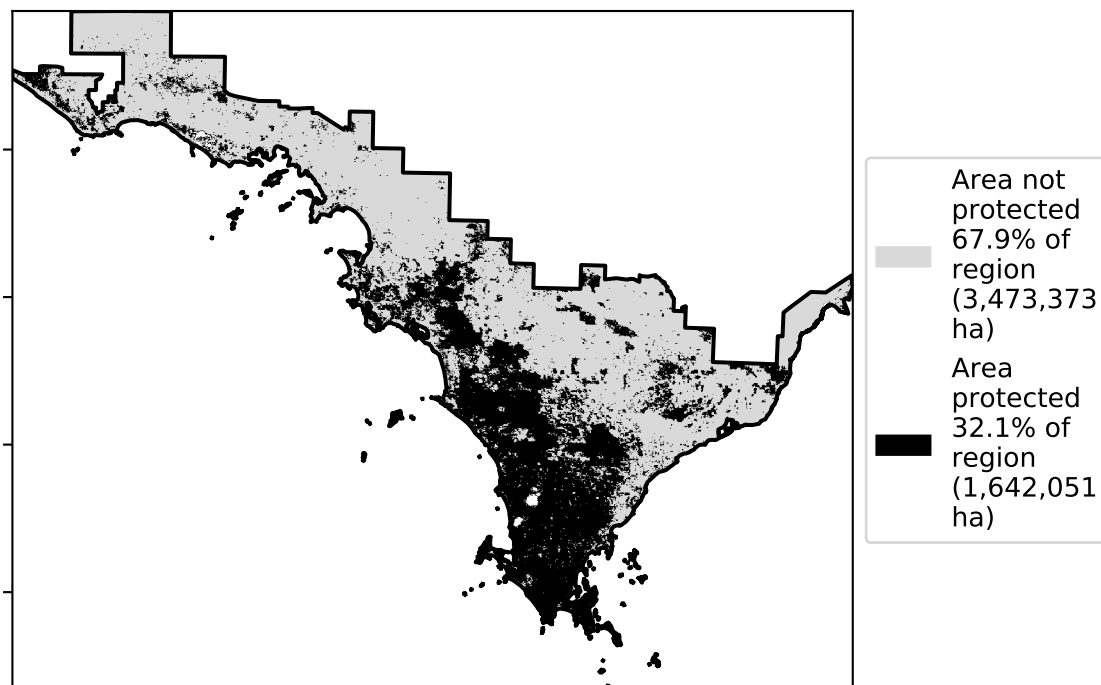 Area not
protected
67.9% of
region
(3,473,373
ha)
Area
protected
32.1% of
region
(1,642,051
ha)